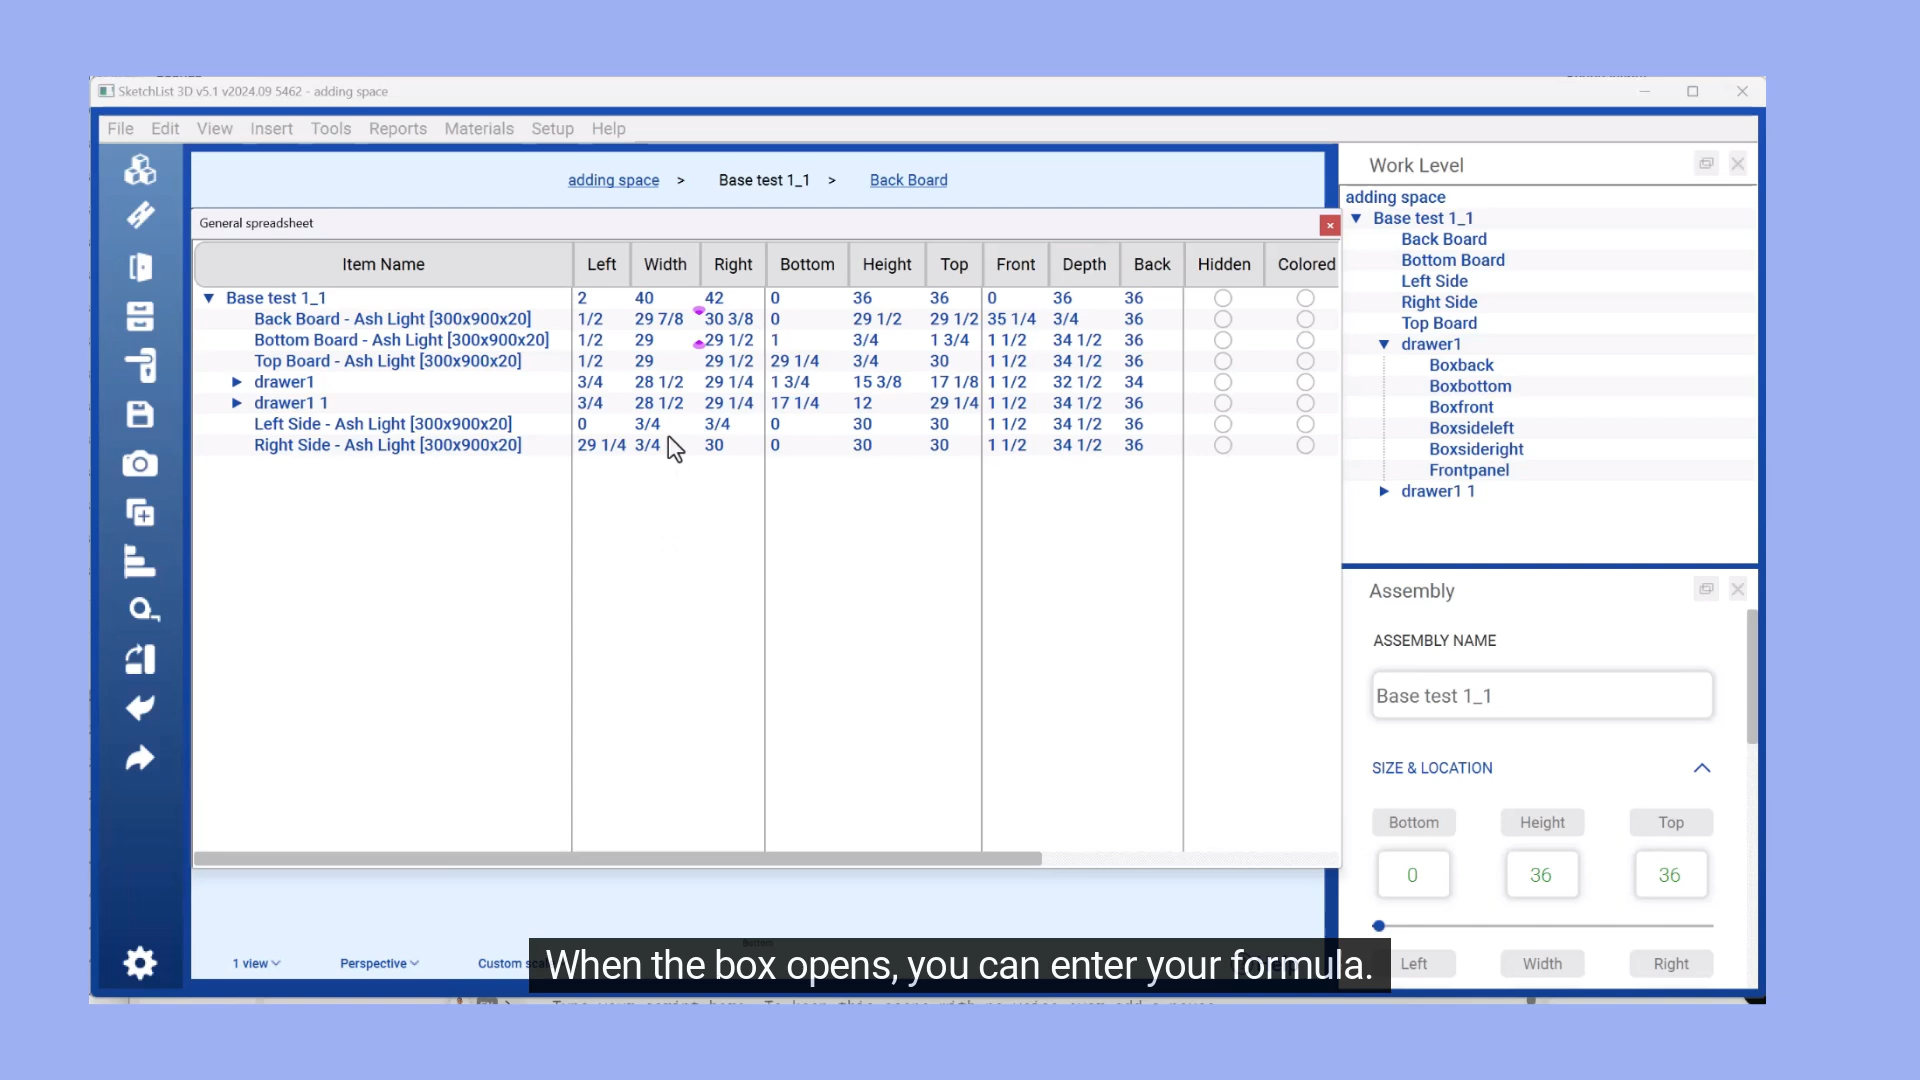 SketchList 3D v5.1 v2024.09 5462 - adding space
File Edit View Insert Tools Reports Materials Setup Help
adding space > Base test 1_1 > Back Board
General spreadsheet
Item Name Left Width Right Bottom Height Top Front Depth Back Hidden Colored
Base test 1_1 2 40 42 0 36 36 0 36 36
Back Board - Ash Light [300x900x20] 1/2 29 7/8 30 3/8 0 29 1/2 29 1/2 35 1/4 3/4 36
Bottom Board - Ash Light [300x900x20] 1/2 29 29 1/2 1 3/4 1 3/4 1 1/2 34 1/2 36
Top Board - Ash Light [300x900x20] 1/2 29 29 1/2 29 1/4 3/4 30 1 1/2 34 1/2 36
drawer1 3/4 28 1/2 29 1/4 1 3/4 15 3/8 17 1/8 1 1/2 32 1/2 34
drawer1 1 3/4 28 1/2 29 1/4 17 1/4 12 29 1/4 1 1/2 34 1/2 36
Left Side - Ash Light [300x900x20] 0 3/4 3/4 0 30 30 1 1/2 34 1/2 36
Right Side - Ash Light [300x900x20] 29 1/4 3/4 30 0 30 30 1 1/2 34 1/2 36
Work Level
adding space
Base test 1_1
Back Board
Bottom Board
Left Side
Right Side
Top Board
drawer1
Boxback
Boxbottom
Boxfront
Boxsideleft
Boxsideright
Frontpanel
drawer1 1
Assembly
ASSEMBLY NAME
Base test 1_1
SIZE & LOCATION
Bottom Height Top
0 36 36
Left Width Right
1 view Perspective Custom
When the box opens, you can enter your formula.